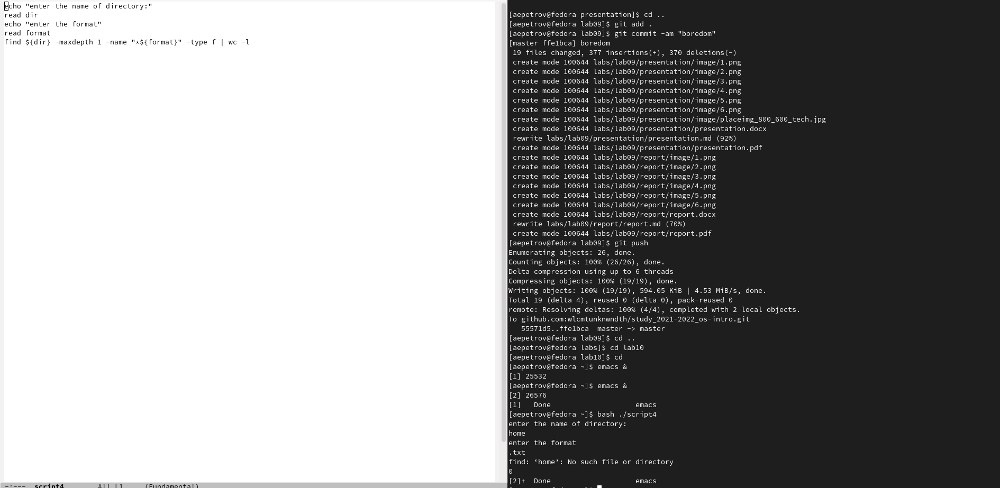 echo "enter the name of directory:"
read dir
echo "enter the format"
read format
find ${dir} -maxdepth 1 -name "*${format}" -type f | wc -l
-:--- script4 All L1 (Fundamental)
[aepetrov@fedora presentation]$ cd ..
[aepetrov@fedora lab09]$ git add .
[aepetrov@fedora lab09]$ git commit -am "boredom"
[master ffe1bca] boredom
 19 files changed, 377 insertions(+), 370 deletions(-)
 create mode 100644 labs/lab09/presentation/image/1.png
 create mode 100644 labs/lab09/presentation/image/2.png
 create mode 100644 labs/lab09/presentation/image/3.png
 create mode 100644 labs/lab09/presentation/image/4.png
 create mode 100644 labs/lab09/presentation/image/5.png
 create mode 100644 labs/lab09/presentation/image/6.png
 create mode 100644 labs/lab09/presentation/image/placeimg_800_600_tech.jpg
 create mode 100644 labs/lab09/presentation/presentation.docx
 rewrite labs/lab09/presentation/presentation.md (92%)
 create mode 100644 labs/lab09/presentation/presentation.pdf
 create mode 100644 labs/lab09/report/image/1.png
 create mode 100644 labs/lab09/report/image/2.png
 create mode 100644 labs/lab09/report/image/3.png
 create mode 100644 labs/lab09/report/image/4.png
 create mode 100644 labs/lab09/report/image/5.png
 create mode 100644 labs/lab09/report/image/6.png
 create mode 100644 labs/lab09/report/report.docx
 rewrite labs/lab09/report/report.md (70%)
 create mode 100644 labs/lab09/report/report.pdf
[aepetrov@fedora lab09]$ git push
Enumerating objects: 26, done.
Counting objects: 100% (26/26), done.
Delta compression using up to 6 threads
Compressing objects: 100% (19/19), done.
Writing objects: 100% (19/19), 594.05 KiB | 4.53 MiB/s, done.
Total 19 (delta 4), reused 0 (delta 0), pack-reused 0
remote: Resolving deltas: 100% (4/4), completed with 2 local objects.
To github.com:wlcmtunknwndth/study_2021-2022_os-intro.git
   55571d5..ffe1bca  master -> master
[aepetrov@fedora lab09]$ cd ..
[aepetrov@fedora labs]$ cd lab10
[aepetrov@fedora lab10]$ cd
[aepetrov@fedora ~]$ emacs &
[1] 25532
[aepetrov@fedora ~]$ emacs &
[2] 26576
[1]   Done                    emacs
[aepetrov@fedora ~]$ bash ./script4
enter the name of directory:
home
enter the format
.txt
find: ‘home’: No such file or directory
0
[2]+  Done                    emacs